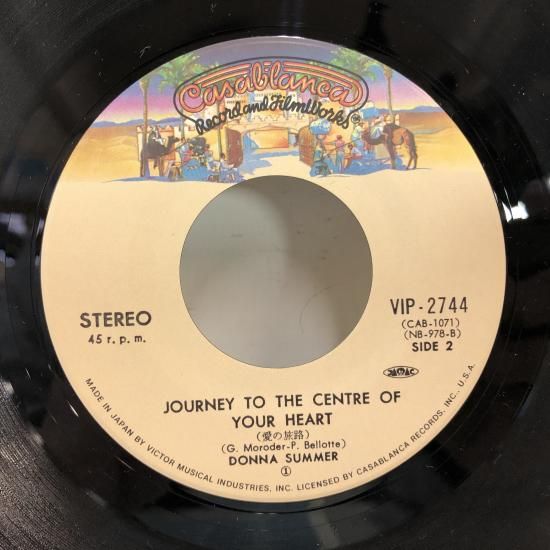 Casablanca
Record and FilmWorks
STEREO
45 r.p.m.
VIP-2744
(CAB-1071)
(NB-978-B)
SIDE 2
JASRAC
JOURNEY TO THE CENTRE OF
YOUR HEART
(愛の旅路)
(G. Moroder-P. Bellotte)
DONNA SUMMER
①
MADE IN JAPAN BY VICTOR MUSICAL INDUSTRIES, INC. LICENSED BY CASABLANCA RECORDS, INC., U.S.A.